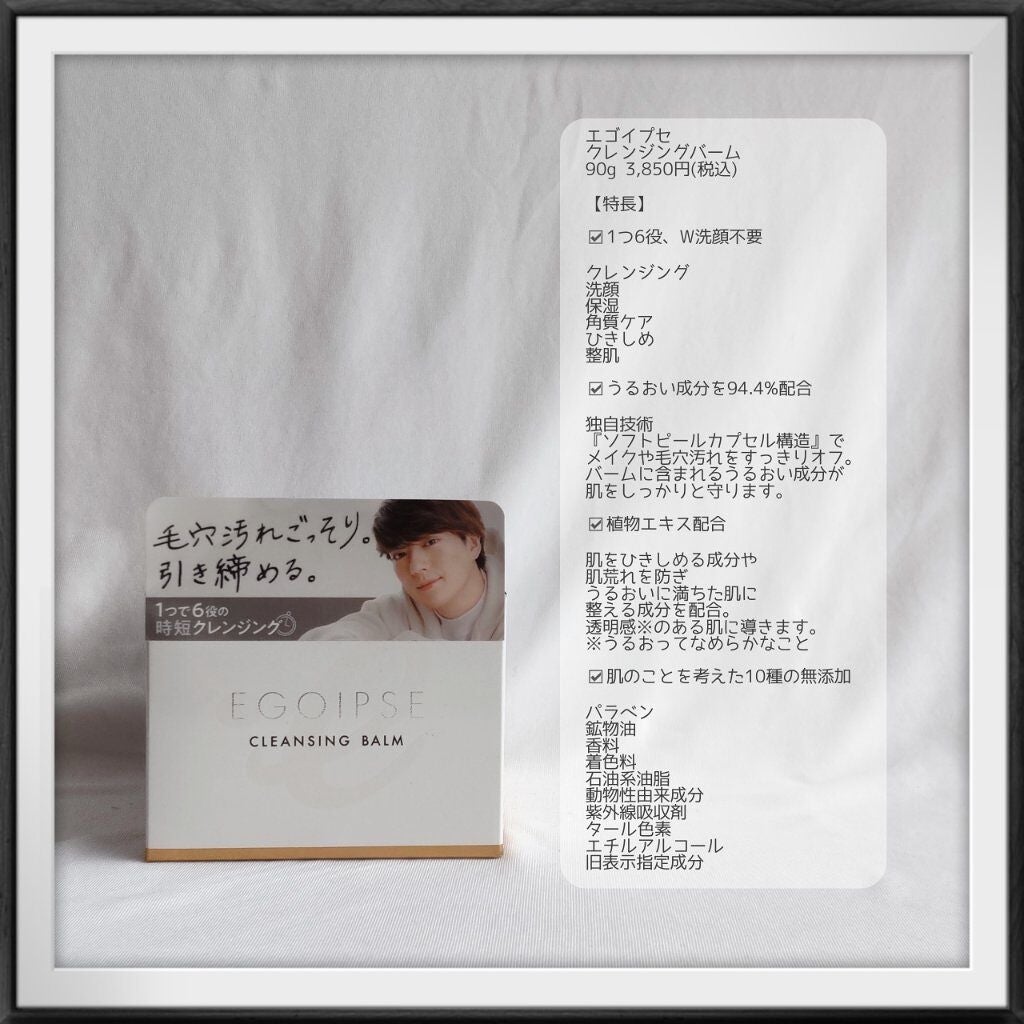 エゴイプセ
クレンジングバーム
90g 3,850円(税込)
【特長】
☑1つ6役、W洗顔不要
クレンジング
洗顔
保湿
角質ケア
ひきしめ
整肌
☑うるおい成分を94.4%配合
独自技術
『ソフトピールカプセル構造』で
メイクや毛穴汚れをすっきりオフ。
バームに含まれるうるおい成分が
肌をしっかりと守ります。
☑植物エキス配合
肌をひきしめる成分や
肌荒れを防ぎ
うるおいに満ちた肌に
整える成分を配合。
透明感※のある肌に導きます。
※うるおってなめらかなこと
☑肌のことを考えた10種の無添加
パラベン
鉱物油
香料
着色料
石油系油脂
動物性由来成分
紫外線吸収剤
タール色素
エチルアルコール
旧表示指定成分
毛穴汚れごっそり。
引き締める。
1つで6役の
時短クレンジング
EGOIPSE
CLEANSING BALM